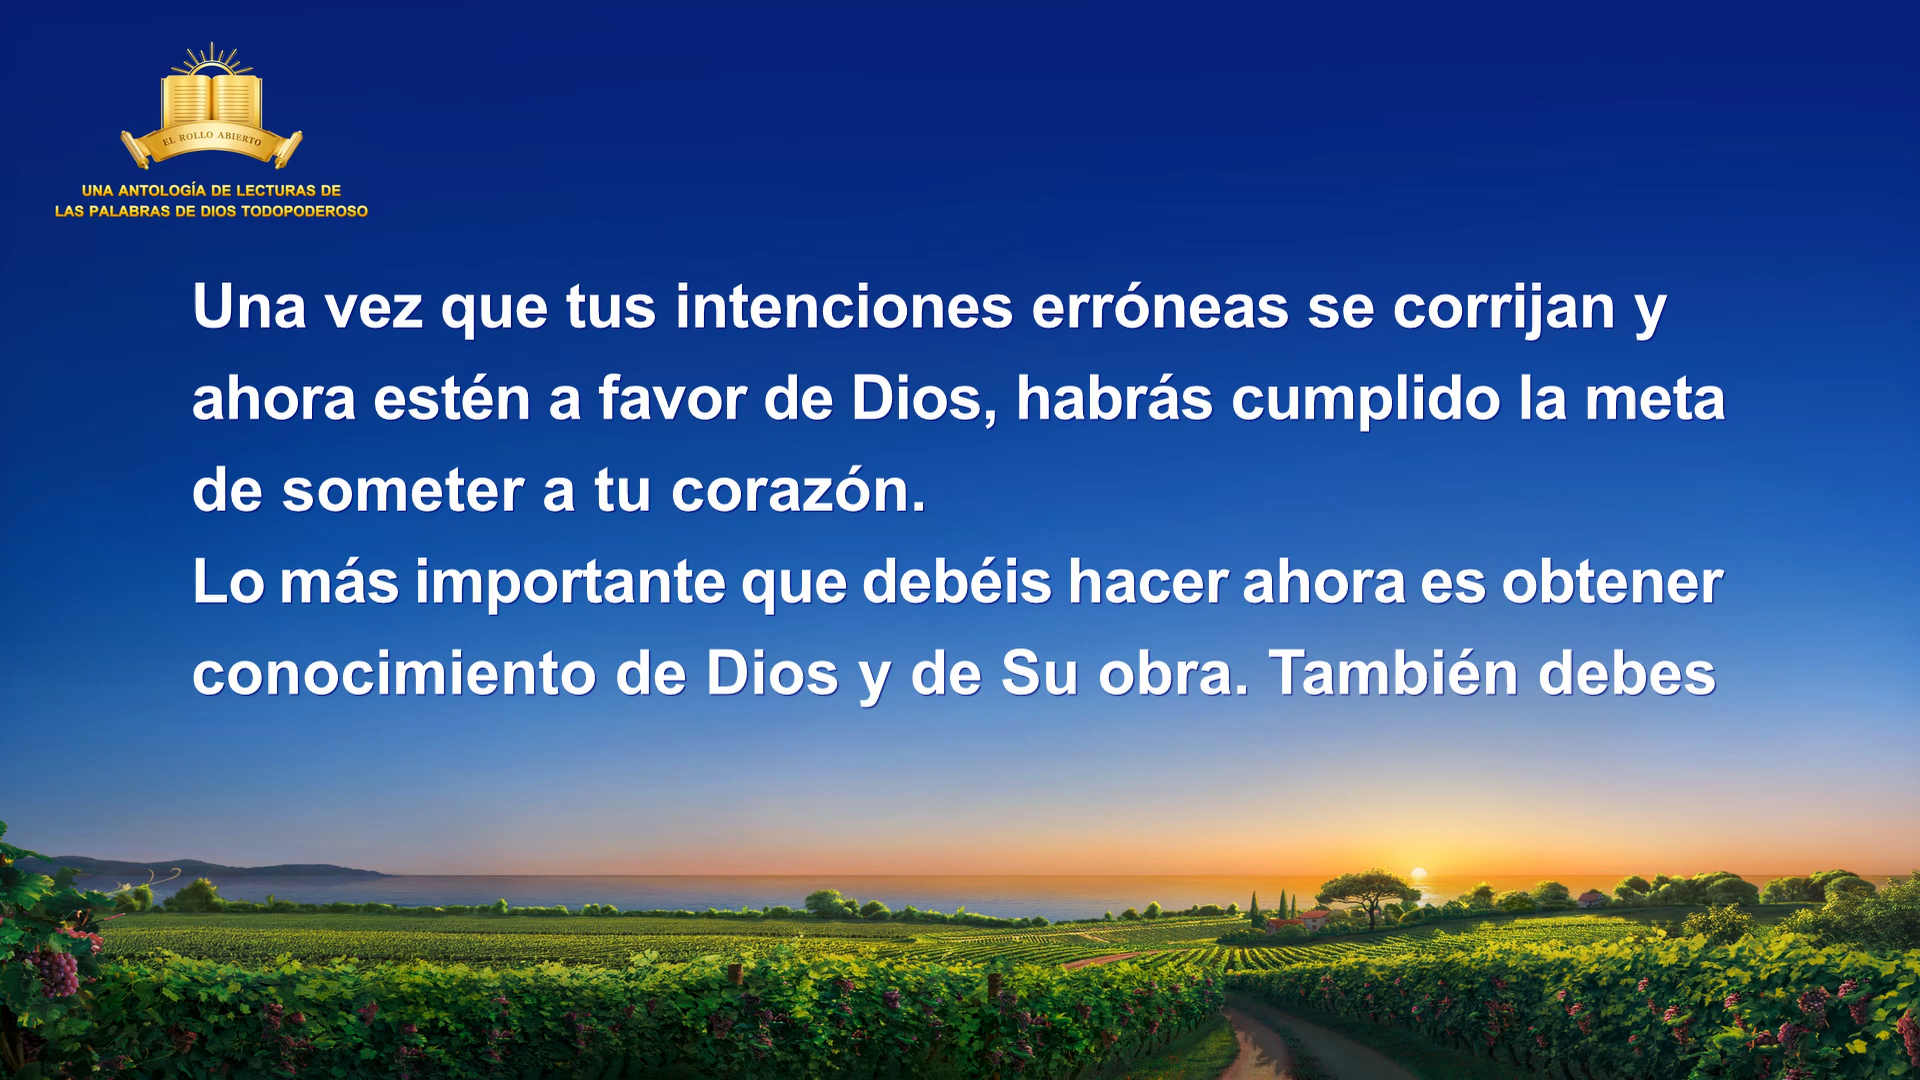 EL ROLLO ABIERTO
UNA ANTOLOGÍA DE LECTURAS DE
LAS PALABRAS DE DIOS TODOPODEROSO
Una vez que tus intenciones erróneas se corrijan y
ahora estén a favor de Dios, habrás cumplido la meta
de someter a tu corazón.
Lo más importante que debéis hacer ahora es obtener
conocimiento de Dios y de Su obra. También debes